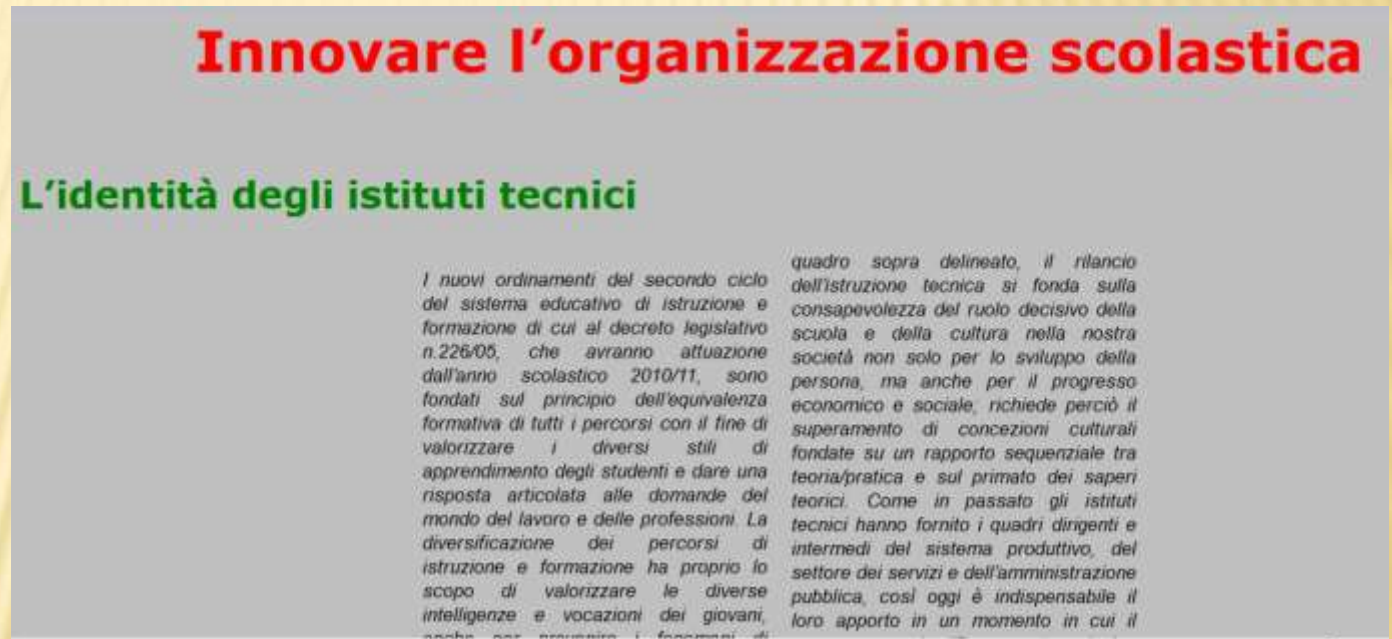 Innovare l’organizzazione scolastica
L’identità degli istituti tecnici
I nuovi ordinamenti del secondo ciclo
del sistema educativo di istruzione e
formazione di cui al decreto legislativo
n.226/05, che avranno attuazione
dall'anno scolastico 2010/11, sono
fondati sul principio dell'equivalenza
formativa di tutti i percorsi con il fine di
valorizzare i diversi stili di
apprendimento degli studenti e dare una
risposta articolata alle domande del
mondo del lavoro e delle professioni. La
diversificazione dei percorsi di
istruzione e formazione ha proprio lo
scopo di valorizzare le diverse
intelligenze e vocazioni dei giovani,
anche per prevenire i fenomeni di
quadro sopra delineato, il rilancio
dell'istruzione tecnica si fonda sulla
consapevolezza del ruolo decisivo della
scuola e della cultura nella nostra
società non solo per lo sviluppo della
persona, ma anche per il progresso
economico e sociale; richiede perciò il
superamento di concezioni culturali
fondate su un rapporto sequenziale tra
teoria/pratica e sul primato dei saperi
teorici. Come in passato gli istituti
tecnici hanno fornito i quadri dirigenti e
intermedi del sistema produttivo, del
settore dei servizi e dell'amministrazione
pubblica, così oggi è indispensabile il
loro apporto in un momento in cui il